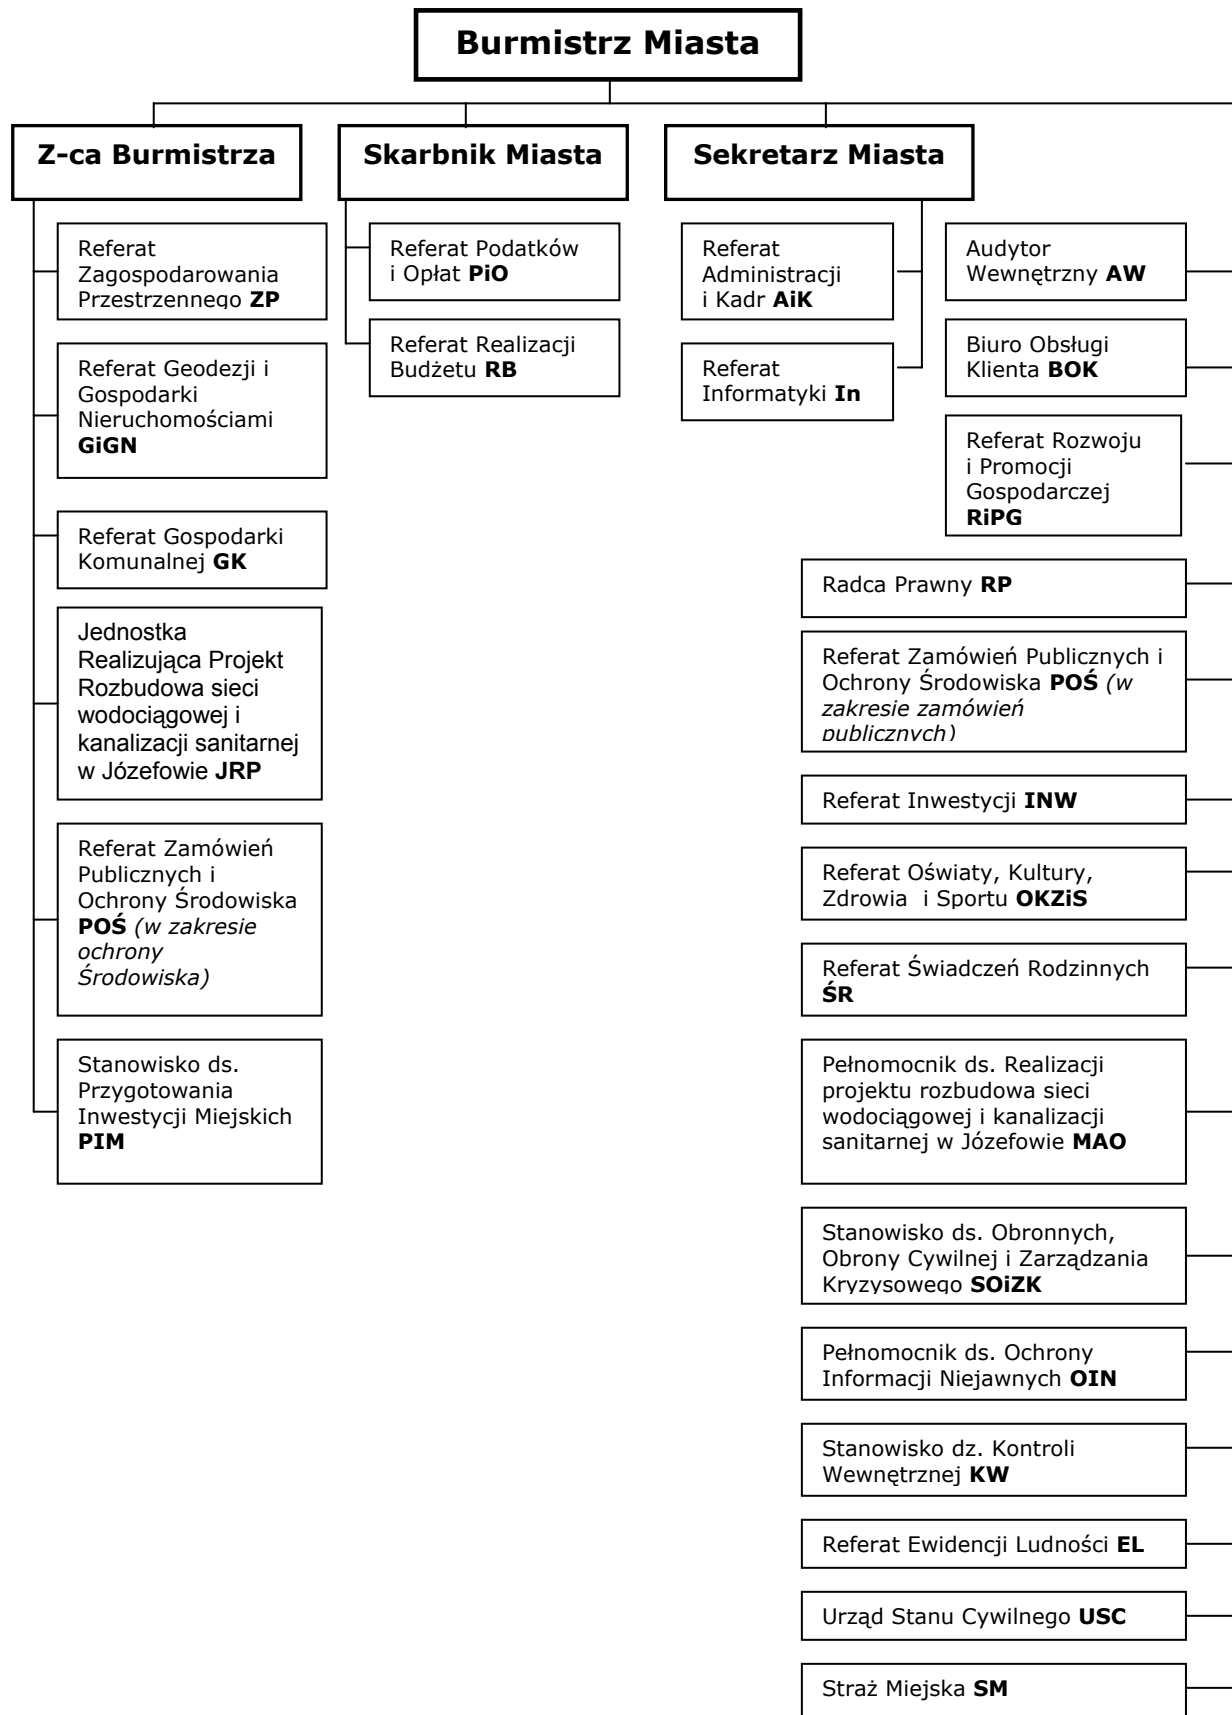 Burmistrz Miasta
Z-ca Burmistrza
Skarbnik Miasta
Sekretarz Miasta
Referat
Zagospodarowania
Przestrzennego ZP
Referat Geodezji i
Gospodarki
Nieruchomościami
GiGN
Referat Gospodarki
Komunalnej GK
Jednostka
Realizująca Projekt
Rozbudowa sieci
wodociągowej i
kanalizacji sanitarnej
w Józefowie JRP
Referat Zamówień
Publicznych i
Ochrony Środowiska
POŚ (w zakresie
ochrony
Środowiska)
Stanowisko ds.
Przygotowania
Inwestycji Miejskich
PIM
Referat Podatków
i Opłat PiO
Referat Realizacji
Budżetu RB
Referat
Administracji
i Kadr AiK
Referat
Informatyki In
Audytor
Wewnętrzny AW
Biuro Obsługi
Klienta BOK
Referat Rozwoju
i Promocji
Gospodarczej
RiPG
Radca Prawny RP
Referat Zamówień Publicznych i
Ochrony Środowiska POŚ (w
zakresie zamówień
publicznych)
Referat Inwestycji INW
Referat Oświaty, Kultury,
Zdrowia i Sportu OKZiS
Referat Świadczeń Rodzinnych
ŚR
Pełnomocnik ds. Realizacji
projektu rozbudowa sieci
wodociągowej i kanalizacji
sanitarnej w Józefowie MAO
Stanowisko ds. Obronnych,
Obrony Cywilnej i Zarządzania
Kryzysowego SOiZK
Pełnomocnik ds. Ochrony
Informacji Niejawnych OIN
Stanowisko dz. Kontroli
Wewnętrznej KW
Referat Ewidencji Ludności EL
Urząd Stanu Cywilnego USC
Straż Miejska SM